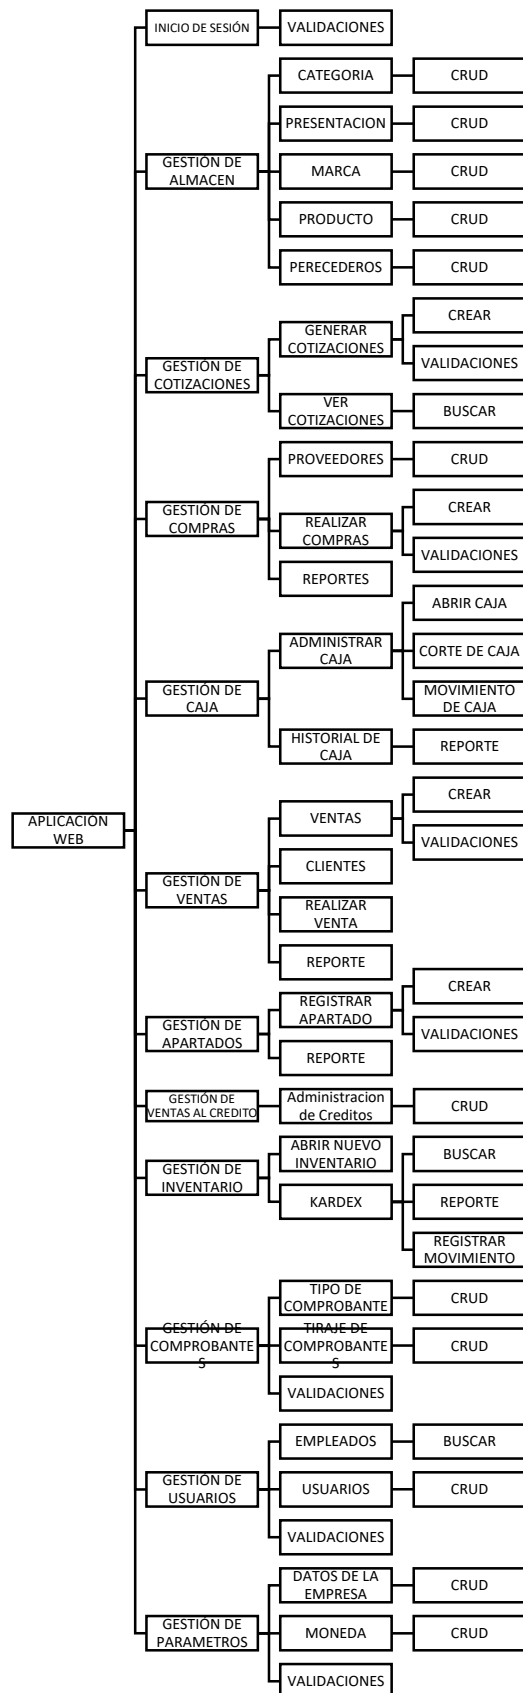 INICIO DE SESIÓN
VALIDACIONES
CATEGORIA
CRUD
PRESENTACION
CRUD
GESTIÓN DE
ALMACEN
MARCA
CRUD
PRODUCTO
CRUD
PERECEDEROS
CRUD
GESTIÓN DE
COTIZACIONES
GENERAR
COTIZACIONES
CREAR
VALIDACIONES
VER
COTIZACIONES
BUSCAR
GESTIÓN DE
COMPRAS
PROVEEDORES
CRUD
REALIZAR
COMPRAS
CREAR
VALIDACIONES
REPORTES
GESTIÓN DE
CAJA
ADMINISTRAR
CAJA
ABRIR CAJA
CORTE DE CAJA
MOVIMIENTO
DE CAJA
HISTORIAL DE
CAJA
REPORTE
APLICACIÓN
WEB
GESTIÓN DE
VENTAS
VENTAS
CREAR
VALIDACIONES
CLIENTES
REALIZAR
VENTA
REPORTE
GESTIÓN DE
APARTADOS
REGISTRAR
APARTADO
CREAR
VALIDACIONES
REPORTE
GESTIÓN DE
VENTAS AL CREDITO
Administracion
de Creditos
CRUD
GESTIÓN DE
INVENTARIO
ABRIR NUEVO
INVENTARIO
KARDEX
BUSCAR
REPORTE
REGISTRAR
MOVIMIENTO
GESTIÓN DE
COMPROBANTE
S
TIPO DE
COMPROBANTE
CRUD
TIRAJE DE
COMPROBANTE
S
CRUD
VALIDACIONES
GESTIÓN DE
USUARIOS
EMPLEADOS
BUSCAR
USUARIOS
CRUD
VALIDACIONES
GESTIÓN DE
PARAMETROS
DATOS DE LA
EMPRESA
CRUD
MONEDA
CRUD
VALIDACIONES